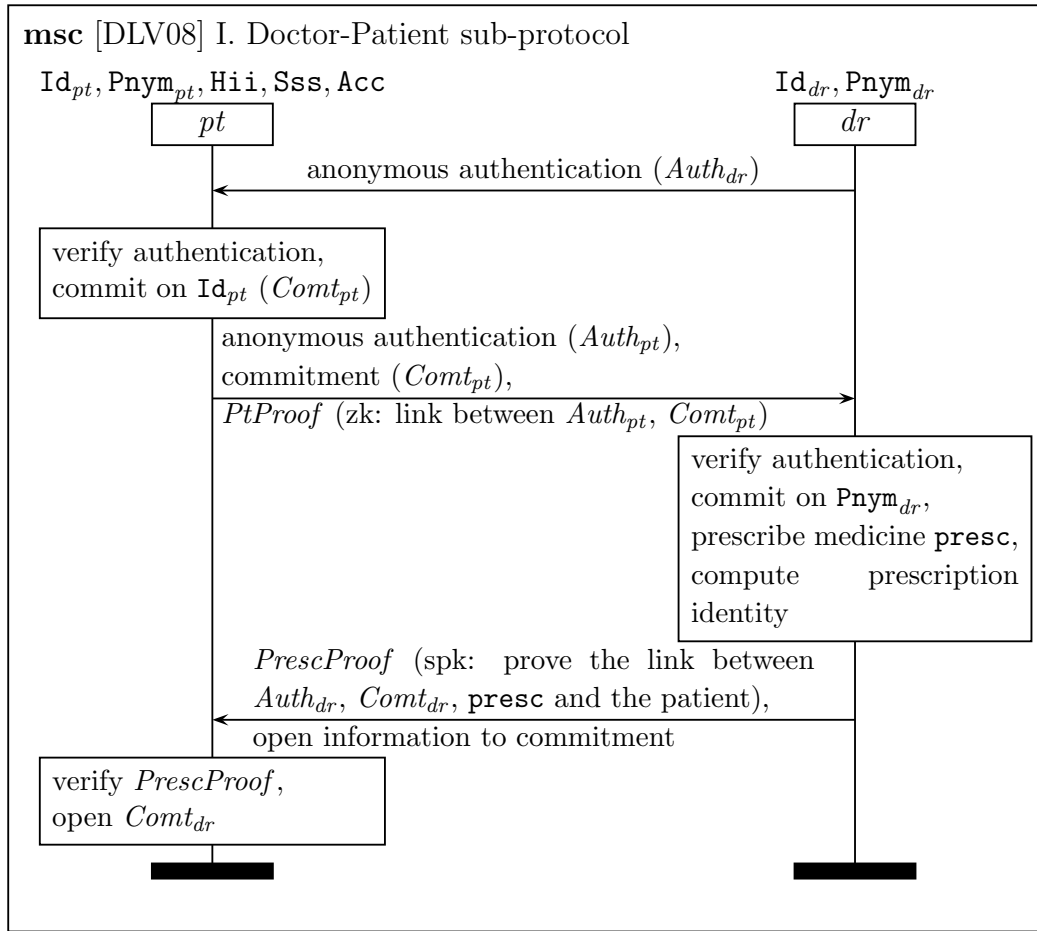 msc [DLV08] I. Doctor-Patient sub-protocol
Id_pt, Pnym_pt, Hii, Sss, Acc
Id_dr, Pnym_dr
pt
dr
anonymous authentication (Auth_dr)
verify authentication,
commit on Id_pt (Comt_pt)
anonymous authentication (Auth_pt),
commitment (Comt_pt),
PtProof (zk: link between Auth_pt, Comt_pt)
verify authentication,
commit on Pnym_dr,
prescribe medicine presc,
compute prescription
identity
PrescProof (spk: prove the link between
Auth_dr, Comt_dr, presc and the patient),
open information to commitment
verify PrescProof,
open Comt_dr